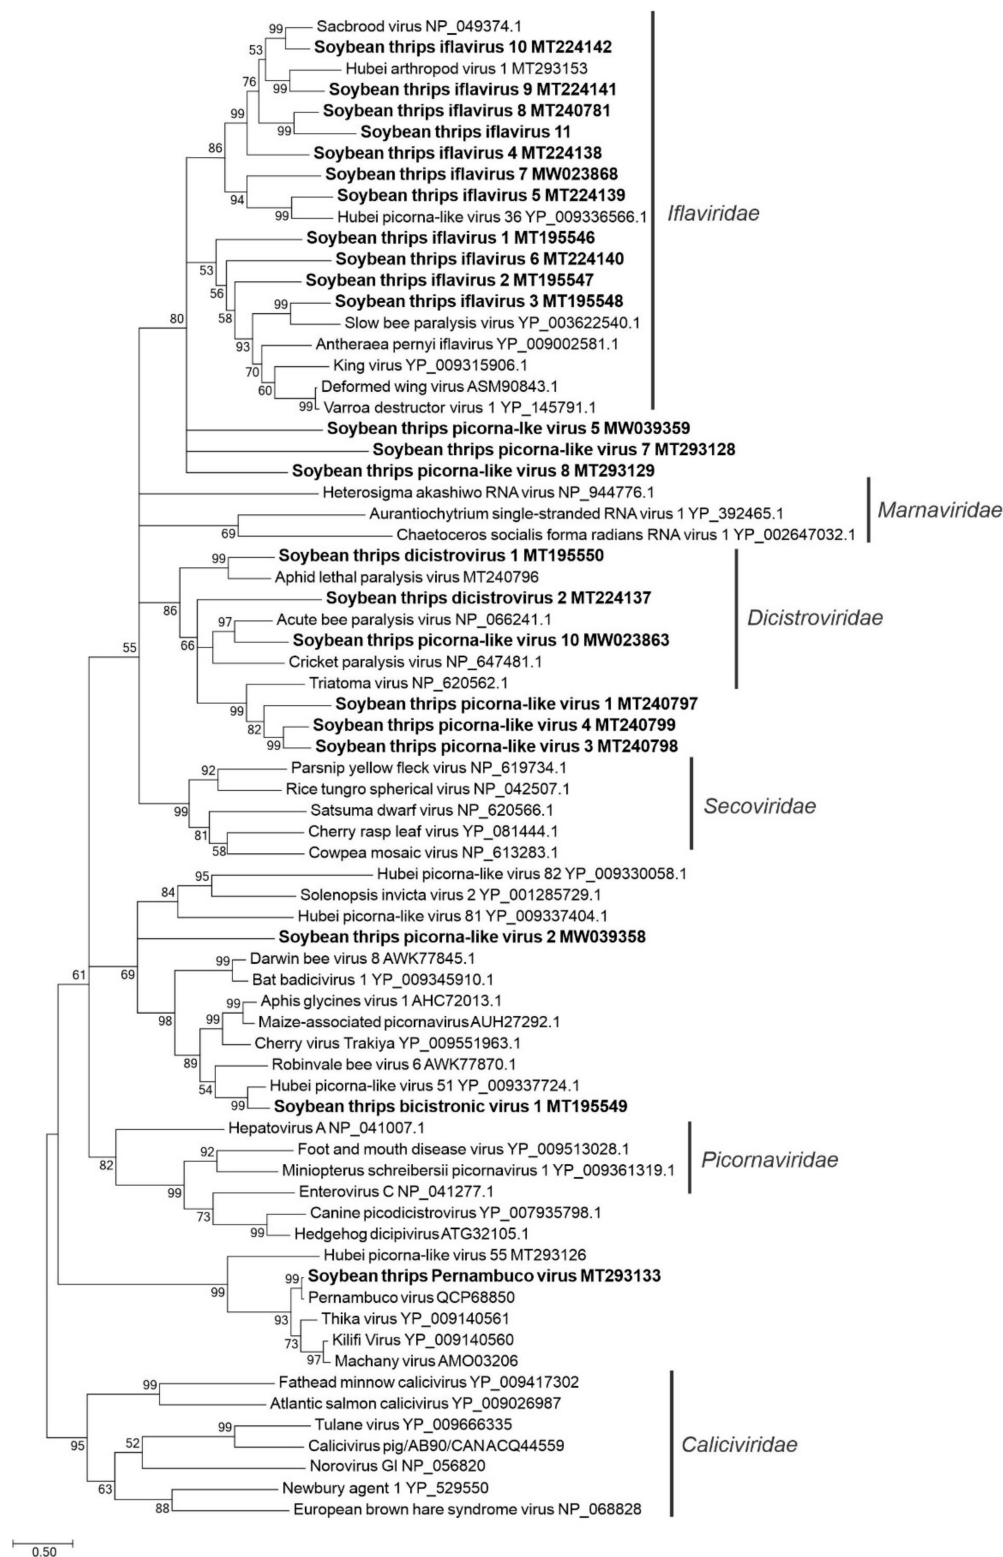 Sacbrood virus NP_049374.1
Soybean thrips iflavirus 10 MT224142
Hubei arthropod virus 1 MT293153
Soybean thrips iflavirus 9 MT224141
Soybean thrips iflavirus 8 MT240781
Soybean thrips iflavirus 11
Soybean thrips iflavirus 4 MT224138
Soybean thrips iflavirus 7 MW023868
Soybean thrips iflavirus 5 MT224139
Hubei picorna-like virus 36 YP_009336566.1
Soybean thrips iflavirus 1 MT195546
Soybean thrips iflavirus 6 MT224140
Soybean thrips iflavirus 2 MT195547
Soybean thrips iflavirus 3 MT195548
Slow bee paralysis virus YP_003622540.1
Antheraea pernyi iflavirus YP_009002581.1
King virus YP_009315906.1
Deformed wing virus ASM90843.1
Varroa destructor virus 1 YP_145791.1
Iflaviridae
Soybean thrips picorna-lke virus 5 MW039359
Soybean thrips picorna-like virus 7 MT293128
Soybean thrips picorna-like virus 8 MT293129
Heterosigma akashiwo RNA virus NP_944776.1
Aurantiochytrium single-stranded RNA virus 1 YP_392465.1
Chaetoceros socialis forma radians RNA virus 1 YP_002647032.1
Marnaviridae
Soybean thrips dicistrovirus 1 MT195550
Aphid lethal paralysis virus MT240796
Soybean thrips dicistrovirus 2 MT224137
Acute bee paralysis virus NP_066241.1
Soybean thrips picorna-like virus 10 MW023863
Cricket paralysis virus NP_647481.1
Triatoma virus NP_620562.1
Dicistroviridae
Soybean thrips picorna-like virus 1 MT240797
Soybean thrips picorna-like virus 4 MT240799
Soybean thrips picorna-like virus 3 MT240798
Parsnip yellow fleck virus NP_619734.1
Rice tungro spherical virus NP_042507.1
Satsuma dwarf virus NP_620566.1
Cherry rasp leaf virus YP_081444.1
Cowpea mosaic virus NP_613283.1
Secoviridae
Hubei picorna-like virus 82 YP_009330058.1
Solenopsis invicta virus 2 YP_001285729.1
Hubei picorna-like virus 81 YP_009337404.1
Soybean thrips picorna-like virus 2 MW039358
Darwin bee virus 8 AWK77845.1
Bat badicivirus 1 YP_009345910.1
Aphis glycines virus 1 AHC72013.1
Maize-associated picornavirus AUH27292.1
Cherry virus Trakiya YP_009551963.1
Robinvale bee virus 6 AWK77870.1
Hubei picorna-like virus 51 YP_009337724.1
Soybean thrips bicistronic virus 1 MT195549
Hepatovirus A NP_041007.1
Foot and mouth disease virus YP_009513028.1
Miniopterus schreibersii picornavirus 1 YP_009361319.1
Enterovirus C NP_041277.1
Picornaviridae
Canine picodicistrovirus YP_007935798.1
Hedgehog dicipivirus ATG32105.1
Hubei picorna-like virus 55 MT293126
Soybean thrips Pernambuco virus MT293133
Pernambuco virus QCP68850
Thika virus YP_009140561
Kilifi Virus YP_009140560
Machany virus AMO03206
Fathead minnow calicivirus YP_009417302
Atlantic salmon calicivirus YP_009026987
Tulane virus YP_009666335
Calicivirus pig/AB90/CAN ACQ44559
Norovirus GI NP_056820
Newbury agent 1 YP_529550
European brown hare syndrome virus NP_068828
Caliciviridae
99
53
99
76
99
99
86
94
99
53
56
58
99
93
70
60
99
80
69
99
86
97
66
99
82
99
55
92
99
81
58
95
84
61
69
99
98
99
99
89
54
99
82
92
99
73
99
99
99
93
73
97
99
95
99
52
63
88
0.50